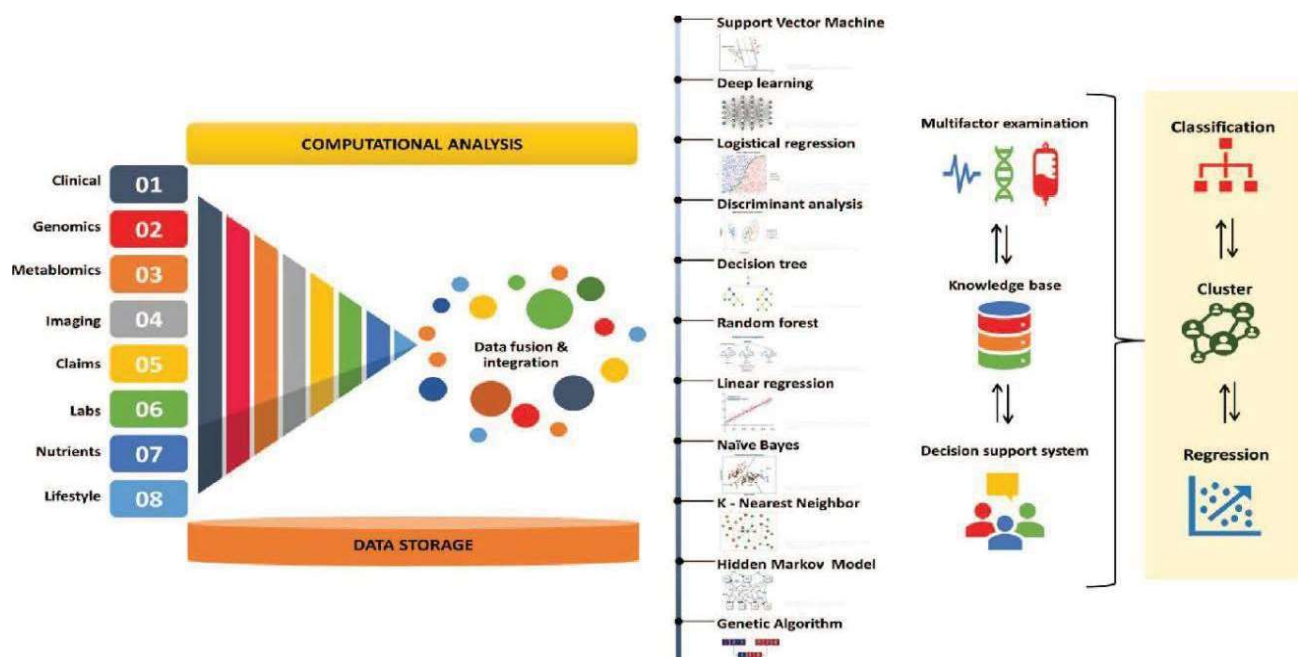 COMPUTATIONAL ANALYSIS
Clinical 01
Genomics 02
Metablomics 03
Imaging 04
Claims 05
Labs 06
Nutrients 07
Lifestyle 08
Data fusion &
integration
DATA STORAGE
Support Vector Machine
Deep learning
Logistical regression
Discriminant analysis
Decision tree
Random forest
Linear regression
Naïve Bayes
K - Nearest Neighbor
Hidden Markov Model
Genetic Algorithm
Multifactor examination
Knowledge base
Decision support system
Classification
Cluster
Regression